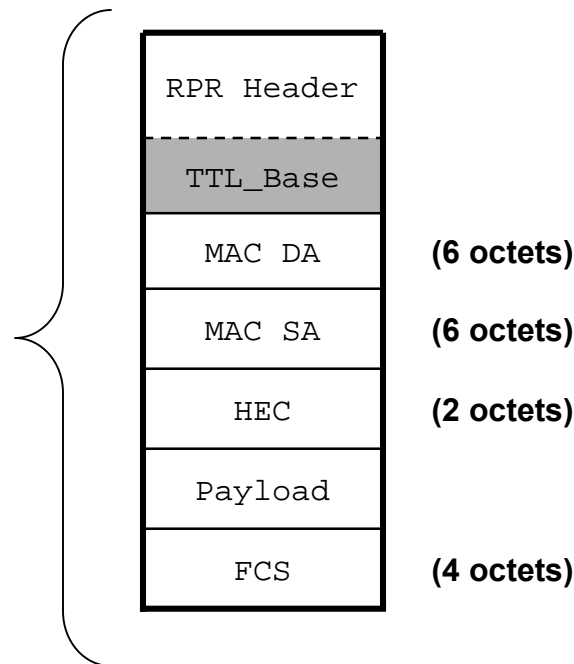 RPR Header
TTL_Base
MAC DA (6 octets)
MAC SA (6 octets)
HEC (2 octets)
Payload
FCS (4 octets)